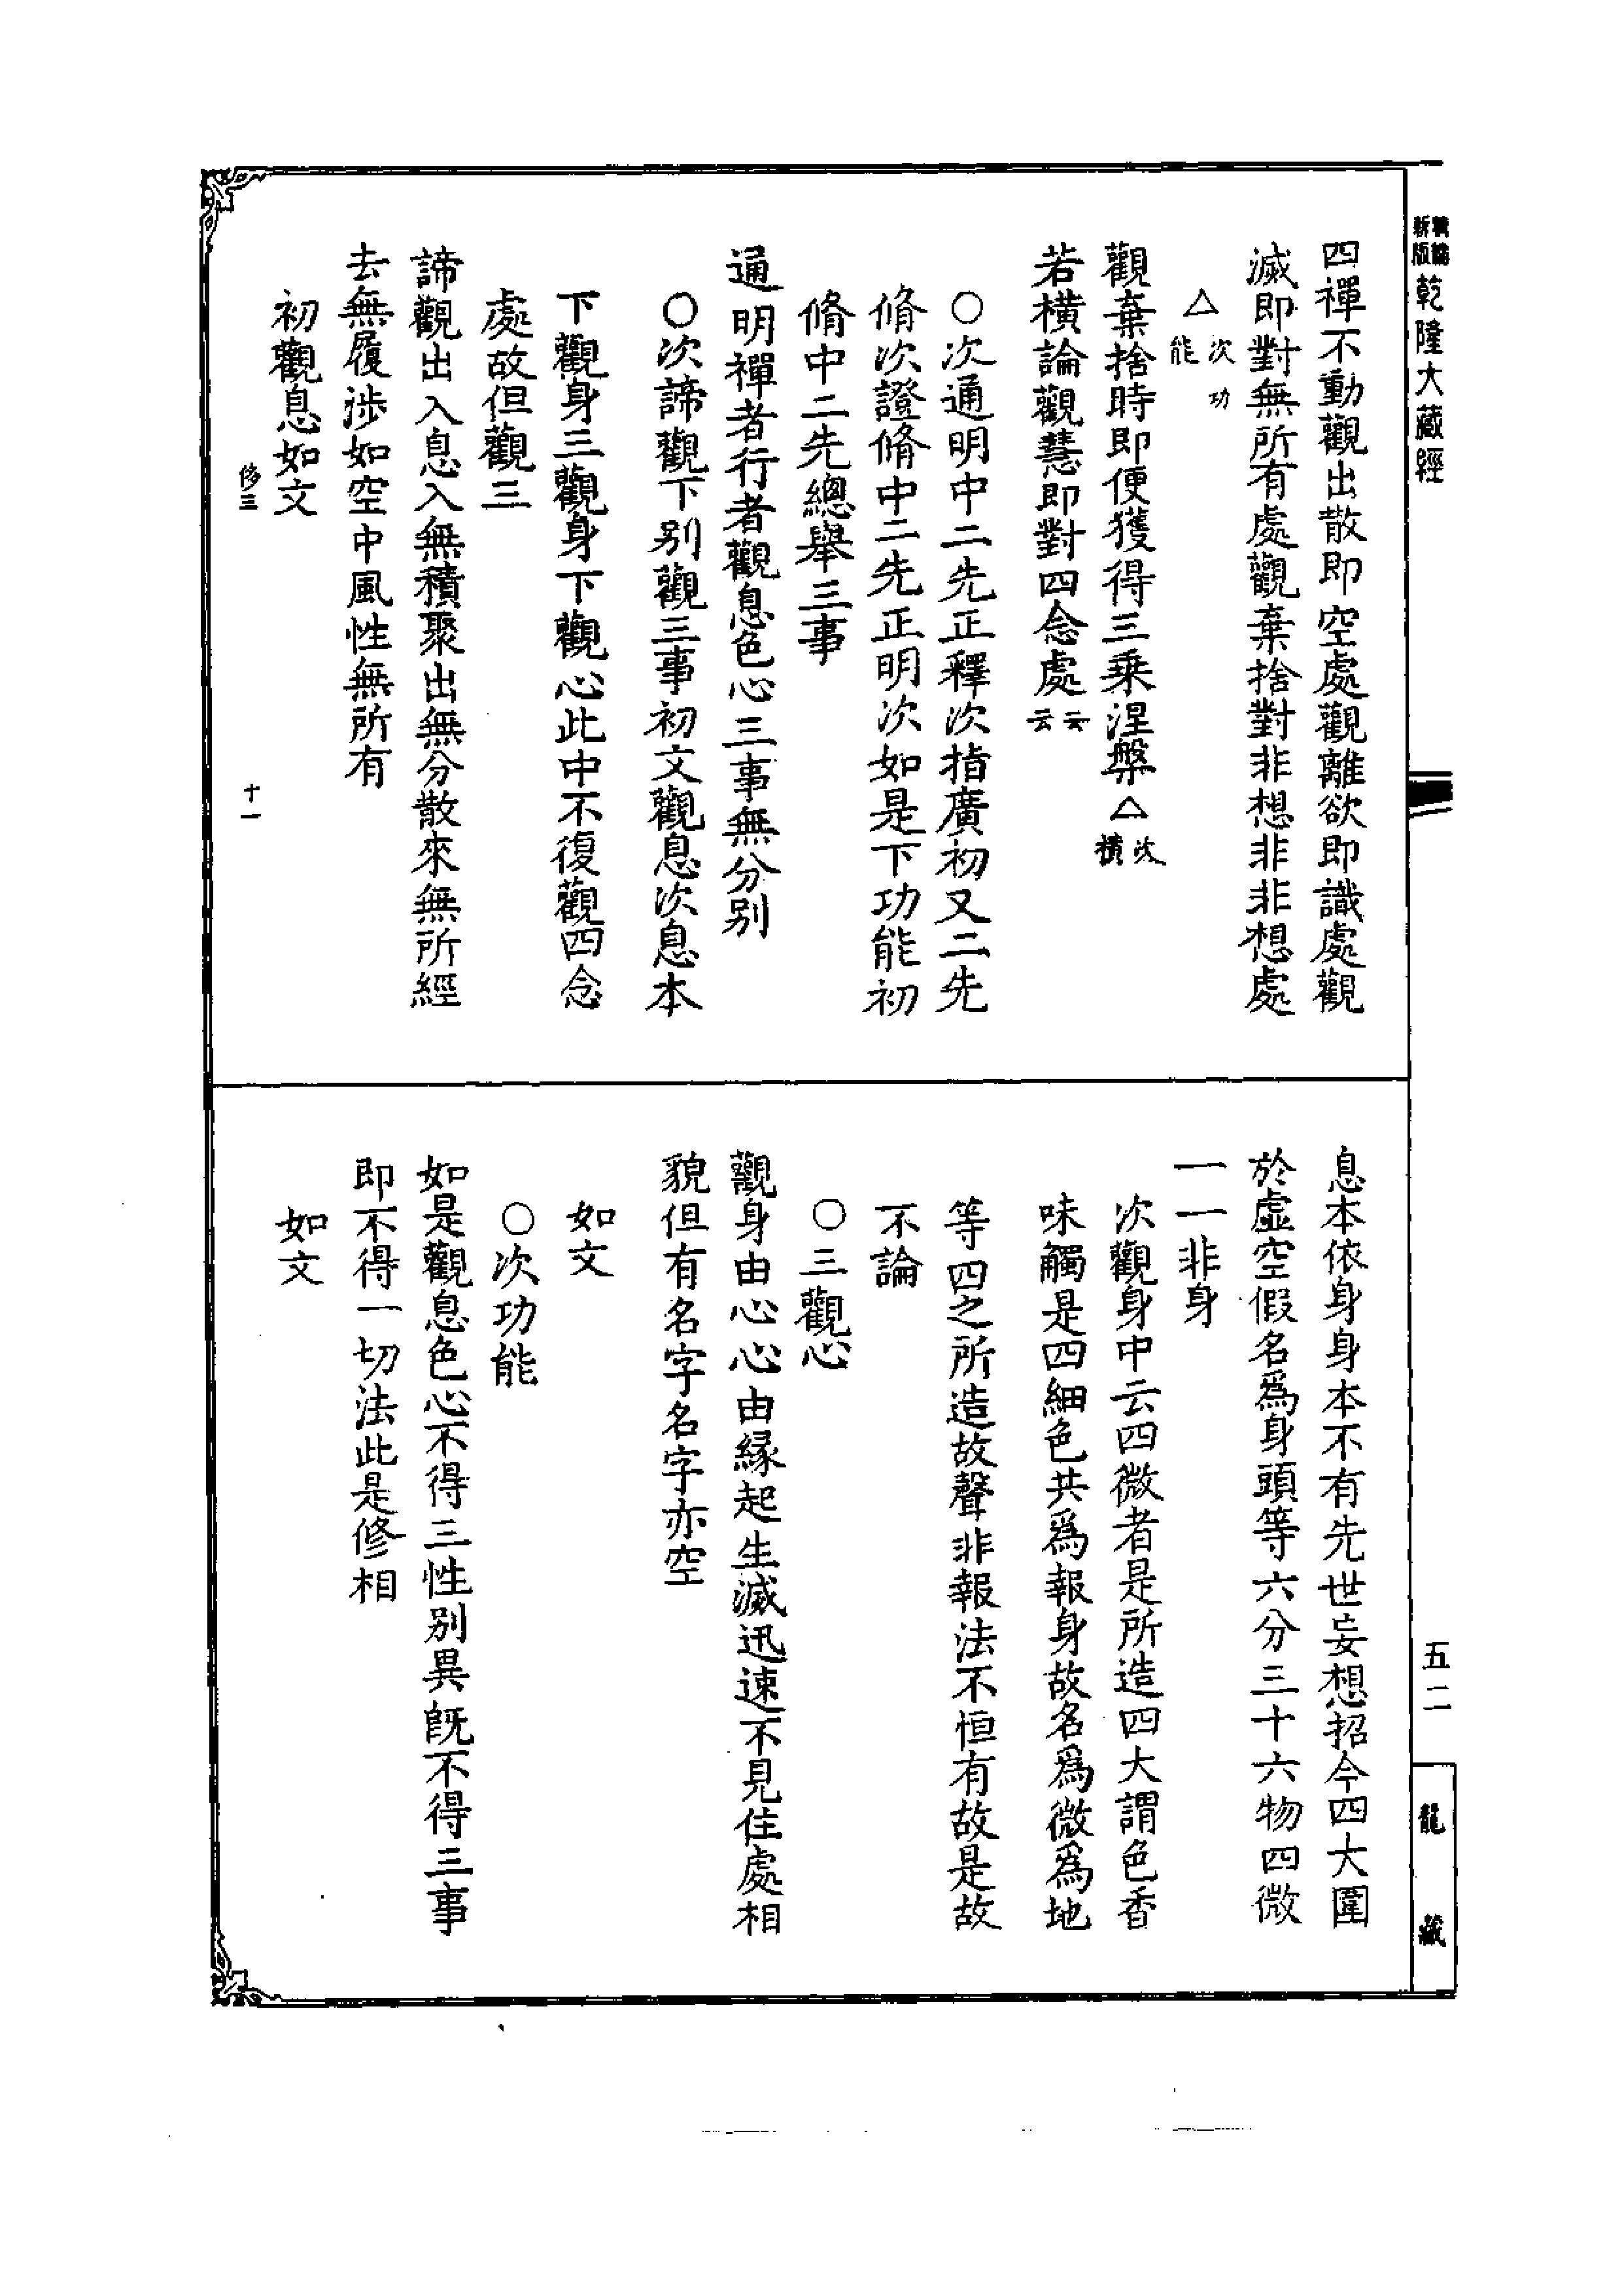 新版 精縮 乾隆大藏經
四禪不動觀出散即空處觀離欲即識處觀
滅即對無所有處觀棄捨對非想非非想處
△次功能
觀棄捨時即便獲得三乘涅槃△次橫
若橫論觀慧即對四念處云云
○次通明中二先正釋次指廣初又二先
脩次證脩中二先正明次如是下功能初
脩中二先總舉三事
通明禪者行者觀息色心三事無分別
○次諦觀下別觀三事初文觀息次息本
下觀身三觀身下觀心此中不復觀四念
處故但觀三
諦觀出入息入無積聚出無分散來無所經
去無履涉如空中風性無所有
初觀息如文
侈三 十一
息本依身身本不有先世妄想招今四大圍
於虛空假名爲身頭等六分三十六物四微
一一非身
次觀身中云四微者是所造四大謂色香
味觸是四細色共爲報身故名爲微爲地
等四之所造故聲非報法不恒有故是故
不論
○三觀心
觀身由心心由緣起生滅迅速不見住處相
貌但有名字名字亦空
如文
○次功能
如是觀息色心不得三性別異旣不得三事
即不得一切法此是修相
如文
五二
龍藏